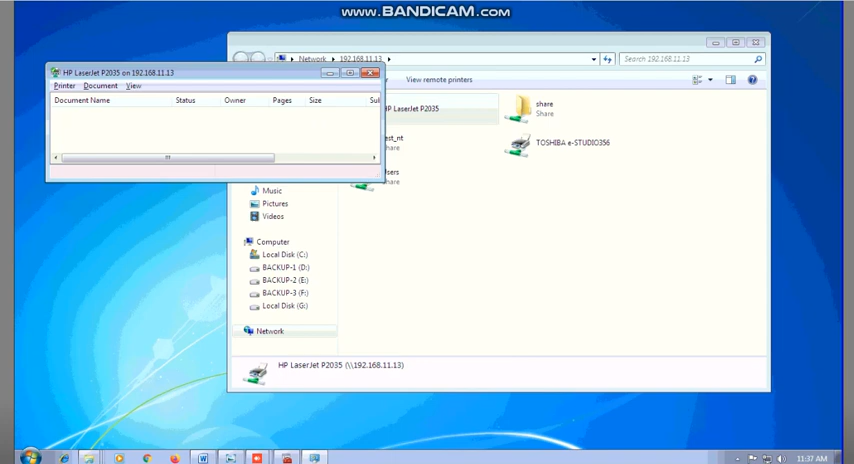 www.BANDICAM.com
Network ▸ 192.168.11.13 ▸
Search 192.168.11.13
HP LaserJet P2035 on 192.168.11.13
View remote printers
Printer Document View
Document Name Status Owner Pages Size
HP LaserJet P2035
share
Share
TOSHIBA e-STUDIO356
Share
Share
Music
Pictures
Videos
Computer
Local Disk (C:)
BACKUP-1 (D:)
BACKUP-2 (E:)
BACKUP-3 (F:)
Local Disk (G:)
Network
HP LaserJet P2035 (\\192.168.11.13)
11:37 AM